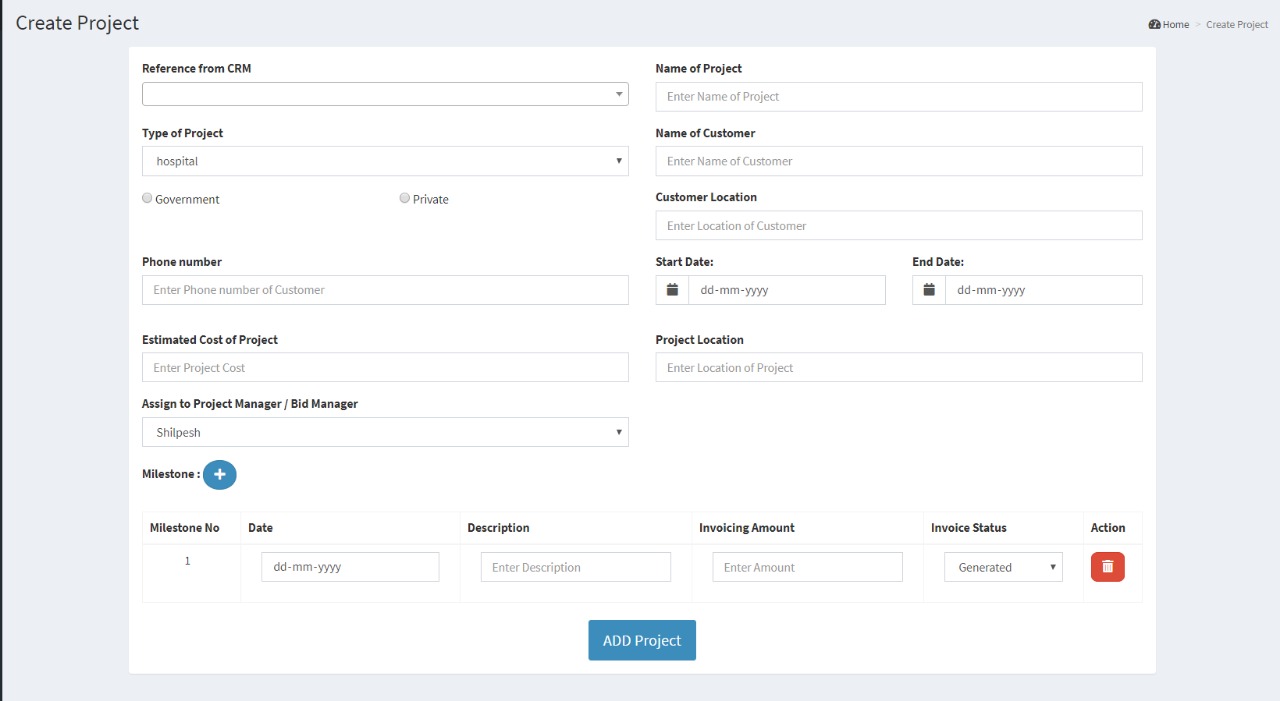 Create Project
Home > Create Project
Reference from CRM
Name of Project
Enter Name of Project
Type of Project
hospital
Name of Customer
Enter Name of Customer
Government
Private
Customer Location
Enter Location of Customer
Phone number
Enter Phone number of Customer
Start Date:
dd-mm-yyyy
End Date:
dd-mm-yyyy
Estimated Cost of Project
Enter Project Cost
Project Location
Enter Location of Project
Assign to Project Manager / Bid Manager
Shilpesh
Milestone :
Milestone No Date Description Invoicing Amount Invoice Status Action
1 dd-mm-yyyy Enter Description Enter Amount Generated
ADD Project